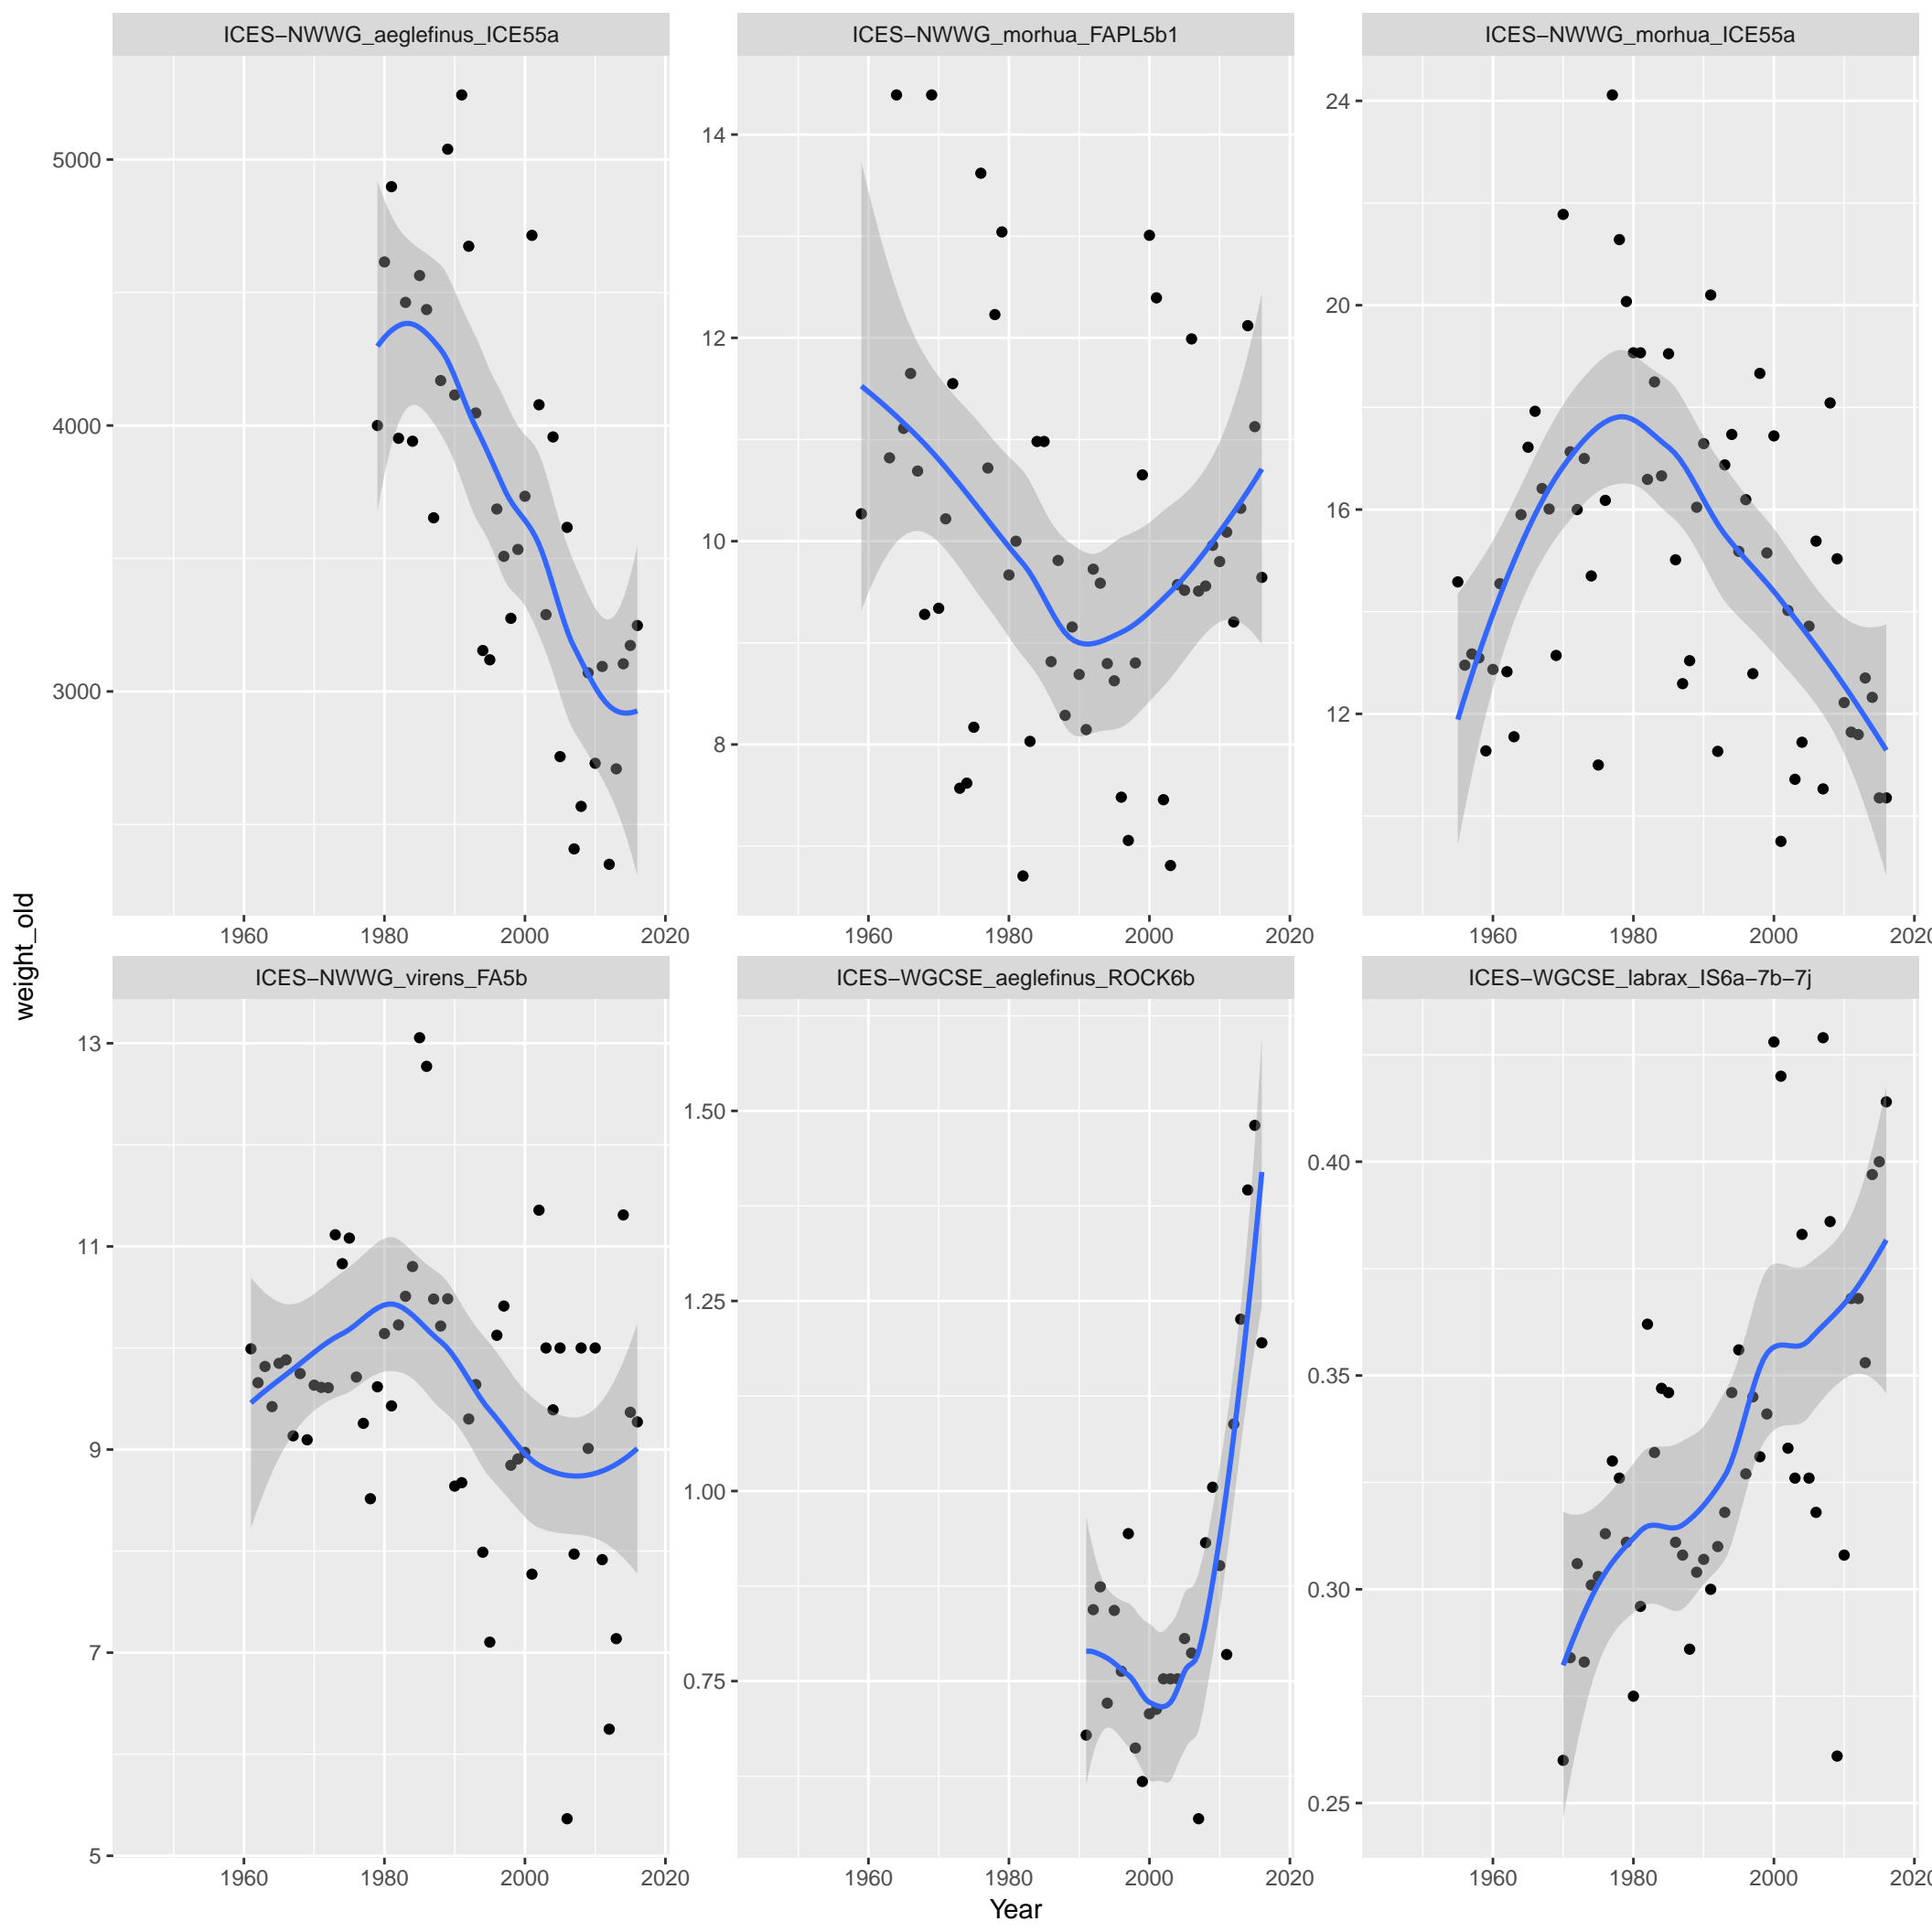 ICES−NWWG_aeglefinus_ICE55a
ICES−NWWG_morhua_FAPL5b1
ICES−NWWG_morhua_ICE55a
5000
4000
3000
14
12
10
8
24
20
16
12
1960 1980 2000 2020
1960 1980 2000 2020
1960 1980 2000 202
weight_old
ICES−NWWG_virens_FA5b
ICES−WGCSE_aeglefinus_ROCK6b
ICES−WGCSE_labrax_IS6a−7b−7j
13
11
9
7
5
1.50
1.25
1.00
0.75
0.40
0.35
0.30
0.25
1960 1980 2000 2020
1960 1980 2000 2020
1960 1980 2000 202
Year